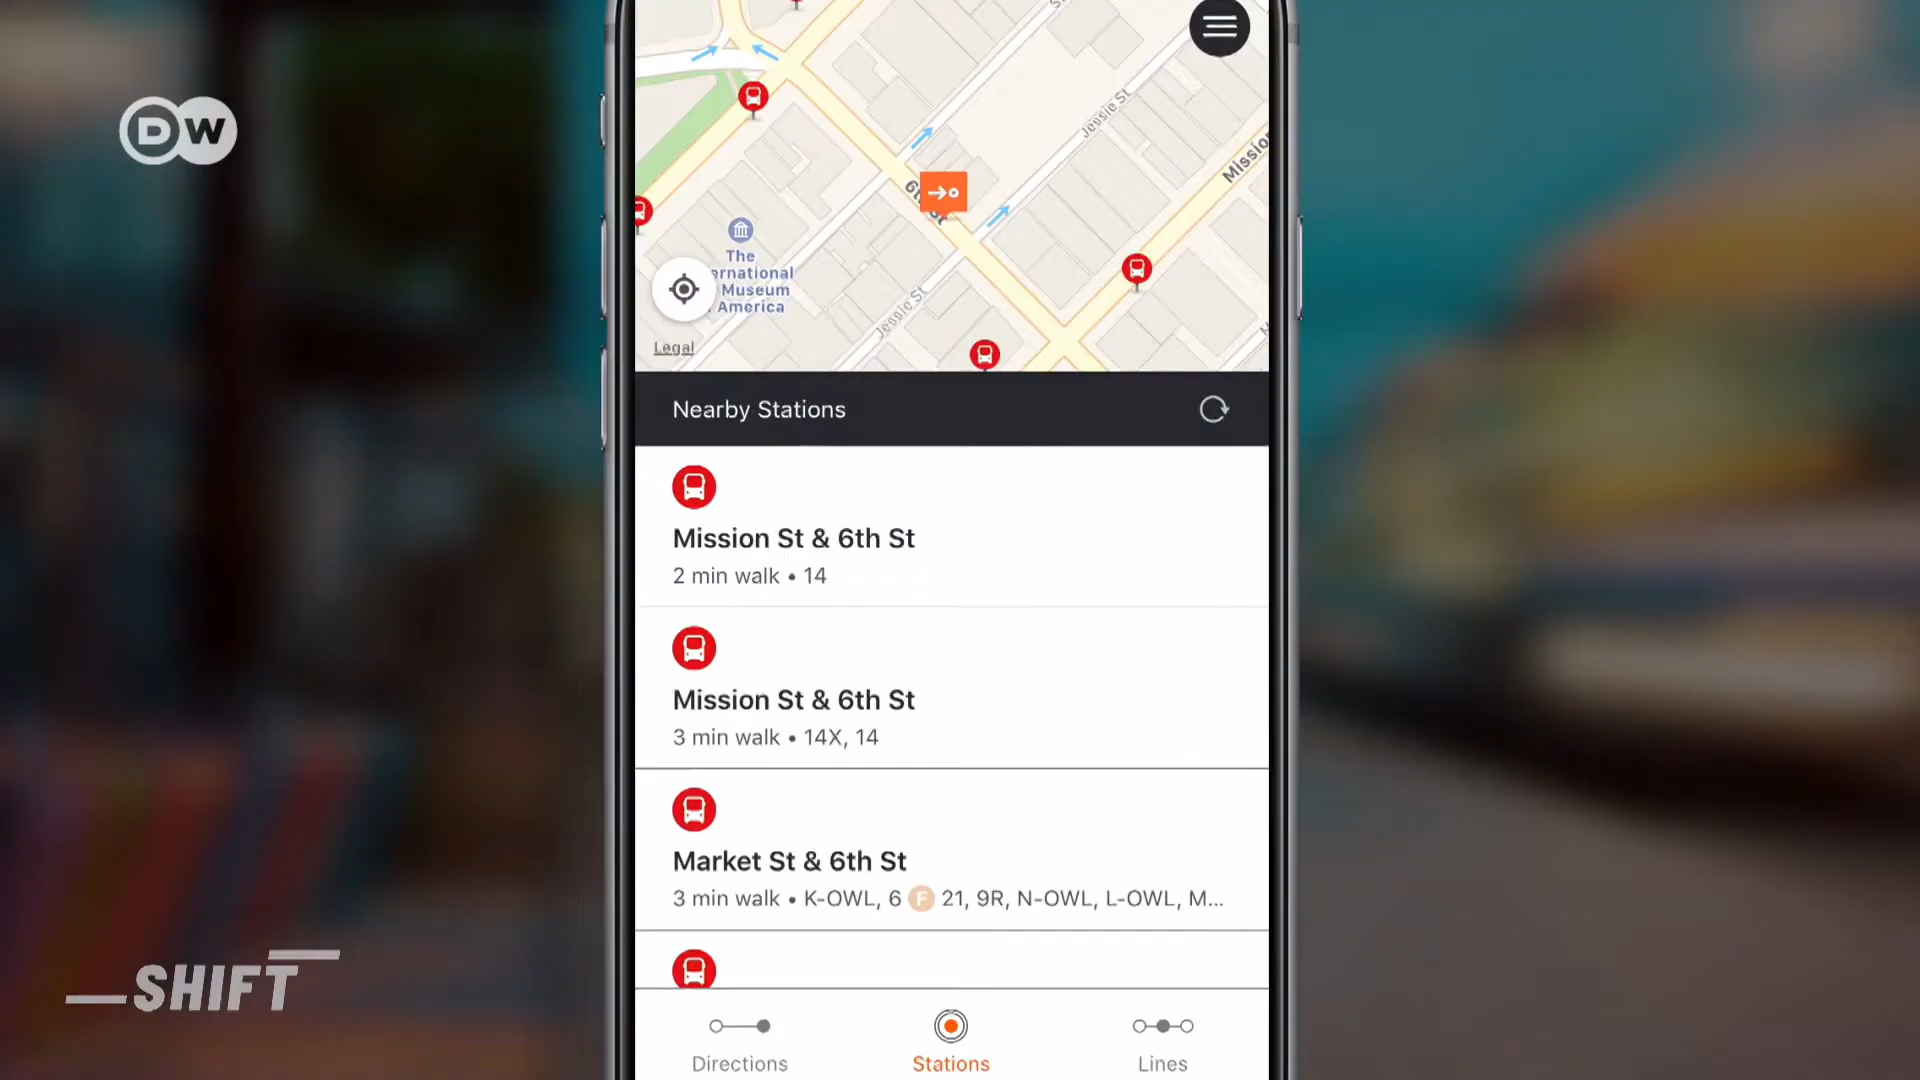 DW
Jessie St
Missio
6th St
The
ernational
Museum
America
Jessie St
Legal
Nearby Stations
Mission St & 6th St
2 min walk • 14
Mission St & 6th St
3 min walk • 14X, 14
Market St & 6th St
3 min walk • K-OWL, 6 F 21, 9R, N-OWL, L-OWL, M...
SHIFT
Directions
Stations
Lines